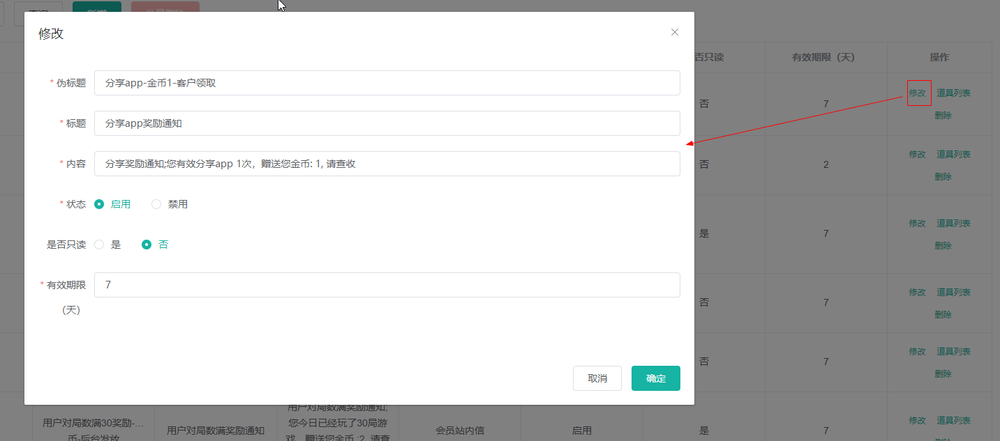 修改
* 伪标题 分享app-金币1-客户领取
* 标题 分享app奖励通知
* 内容 分享奖励通知;您有效分享app 1次，赠送您金币: 1, 请查收
* 状态 启用 禁用
是否只读 是 否
* 有效期限 7
（天）
取消 确定
否只读 有效期限（天） 操作
否 7 修改 道具列表
删除
否 2 修改 道具列表
删除
是 7 修改 道具列表
删除
否 7 修改 道具列表
删除
否 7 修改 道具列表
删除
用户对局数满30奖励-...
币-后台发放
用户对局数满奖励通知
用户对局数满奖励通知;
您今日已经玩了30局游
戏，赠送您金币 :2, 请查
会员站内信 启用 是 7 修改 道具列表